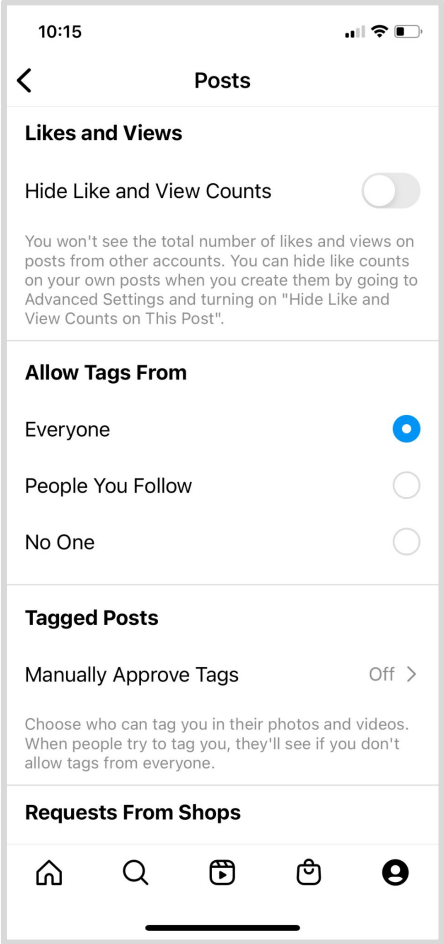 10:15
Posts
Likes and Views
Hide Like and View Counts
You won't see the total number of likes and views on
posts from other accounts. You can hide like counts
on your own posts when you create them by going to
Advanced Settings and turning on "Hide Like and
View Counts on This Post".
Allow Tags From
Everyone
People You Follow
No One
Tagged Posts
Manually Approve Tags Off
Choose who can tag you in their photos and videos.
When people try to tag you, they'll see if you don't
allow tags from everyone.
Requests From Shops